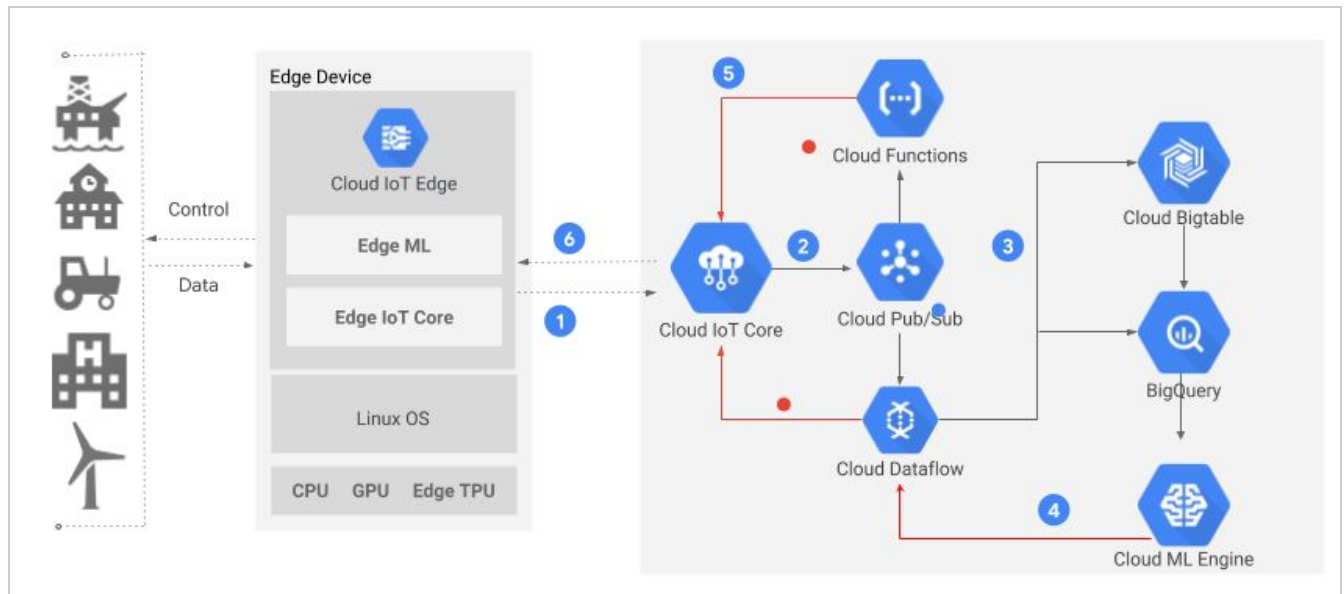 Edge Device
Cloud IoT Edge
Edge ML
Edge IoT Core
Linux OS
CPU GPU Edge TPU
Control
Data
6
1
5
2
3
4
Cloud Functions
Cloud IoT Core
Cloud Pub/Sub
Cloud Dataflow
Cloud Bigtable
BigQuery
Cloud ML Engine
H